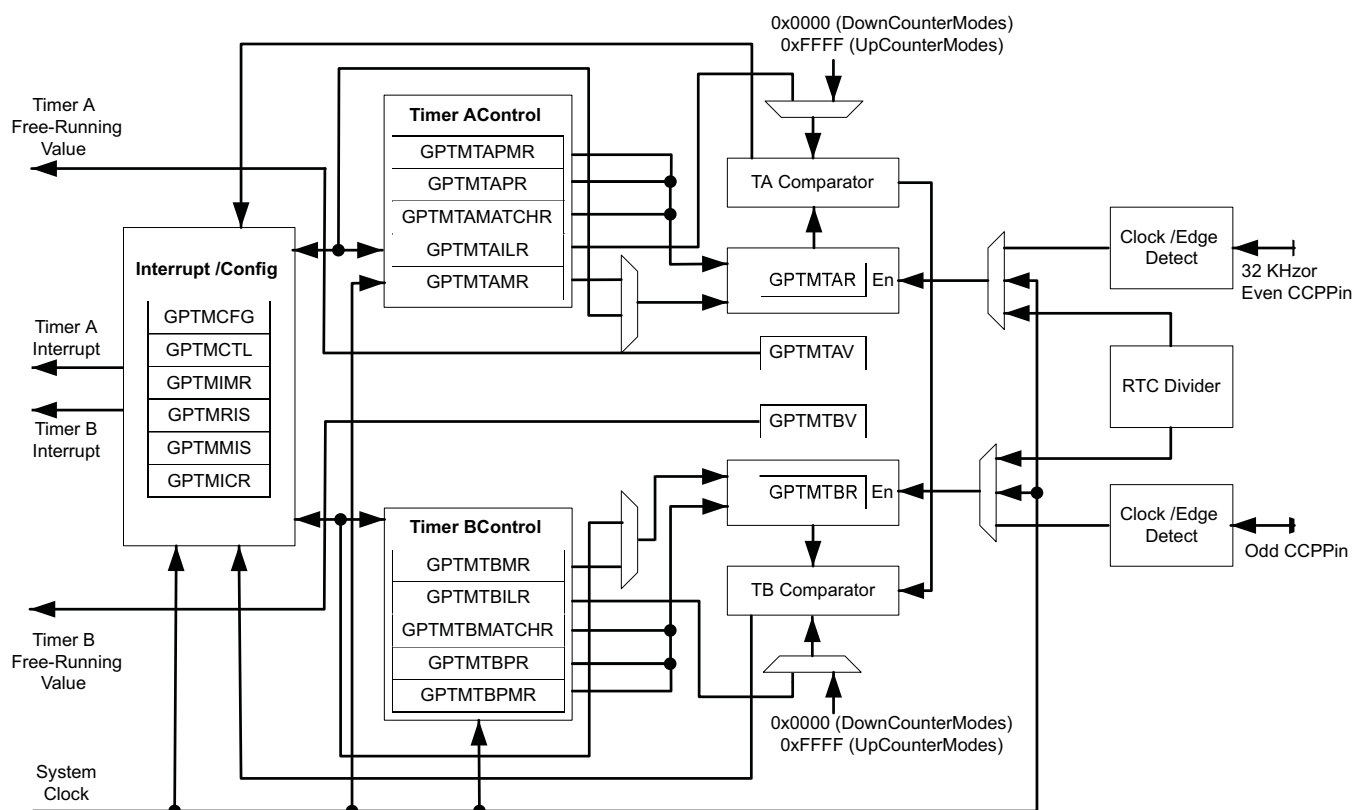 0x0000 (DownCounterModes)
0xFFFF (UpCounterModes)
Timer A
Free-Running
Value
Timer AControl
GPTMTAPMR
GPTMTAPR
GPTMTAMATCHR
GPTMTAILR
GPTMTAMR
TA Comparator
GPTMTAR
En
Clock /Edge
Detect
32 KHzor
Even CCPPin
Interrupt /Config
GPTMCFG
GPTMCTL
GPTMIMR
GPTMRIS
GPTMMIS
GPTMICR
Timer A
Interrupt
Timer B
Interrupt
GPTMTAV
GPTMTBV
RTC Divider
GPTMTBR
En
Clock /Edge
Detect
Odd CCPPin
Timer BControl
GPTMTBMR
GPTMTBILR
GPTMTBMATCHR
GPTMTBPR
GPTMTBPMR
TB Comparator
Timer B
Free-Running
Value
0x0000 (DownCounterModes)
0xFFFF (UpCounterModes)
System
Clock